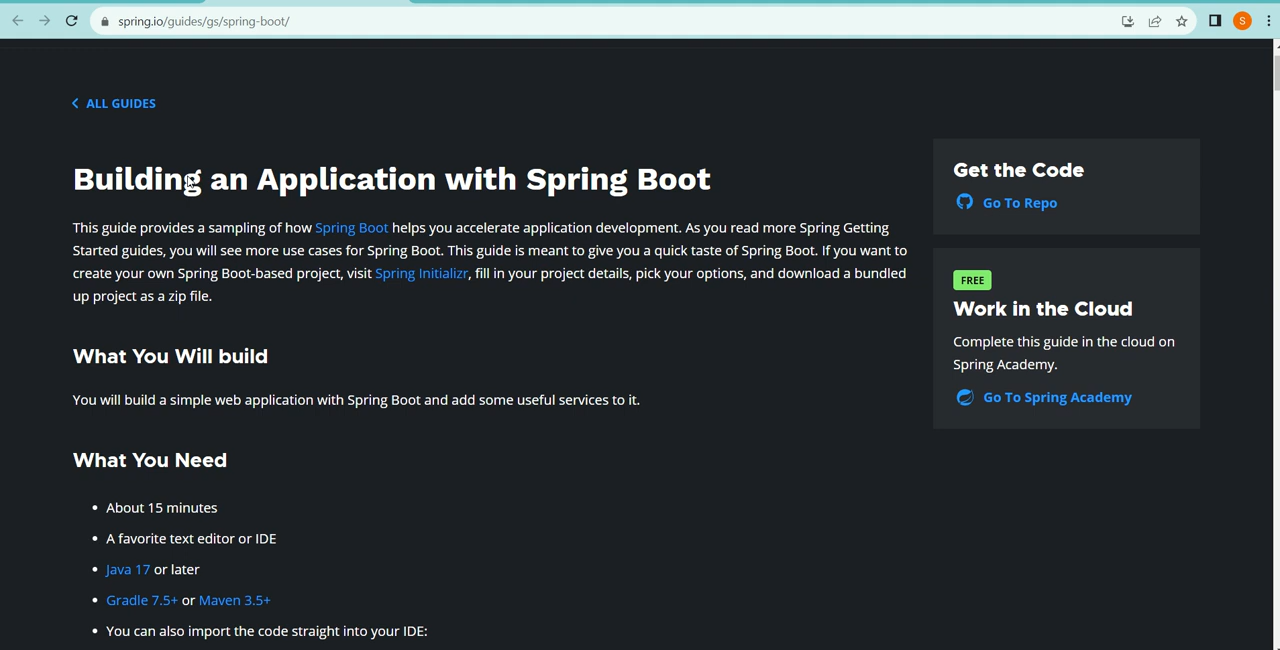 spring.io/guides/gs/spring-boot/
S
ALL GUIDES
Building an Application with Spring Boot
This guide provides a sampling of how Spring Boot helps you accelerate application development. As you read more Spring Getting
Started guides, you will see more use cases for Spring Boot. This guide is meant to give you a quick taste of Spring Boot. If you want to
create your own Spring Boot-based project, visit Spring Initializr, fill in your project details, pick your options, and download a bundled
up project as a zip file.
What You Will build
You will build a simple web application with Spring Boot and add some useful services to it.
What You Need
• About 15 minutes
• A favorite text editor or IDE
• Java 17 or later
• Gradle 7.5+ or Maven 3.5+
• You can also import the code straight into your IDE:
Get the Code
Go To Repo
FREE
Work in the Cloud
Complete this guide in the cloud on
Spring Academy.
Go To Spring Academy